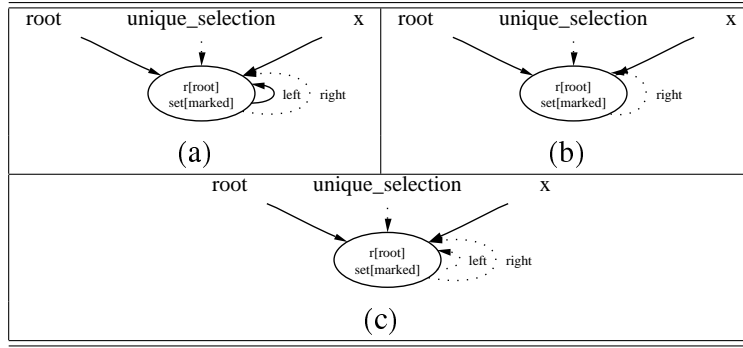 root unique_selection x
r[root]
set[marked]
left right
(a)
root unique_selection x
r[root]
set[marked]
right
(b)
root unique_selection x
r[root]
set[marked]
left right
(c)